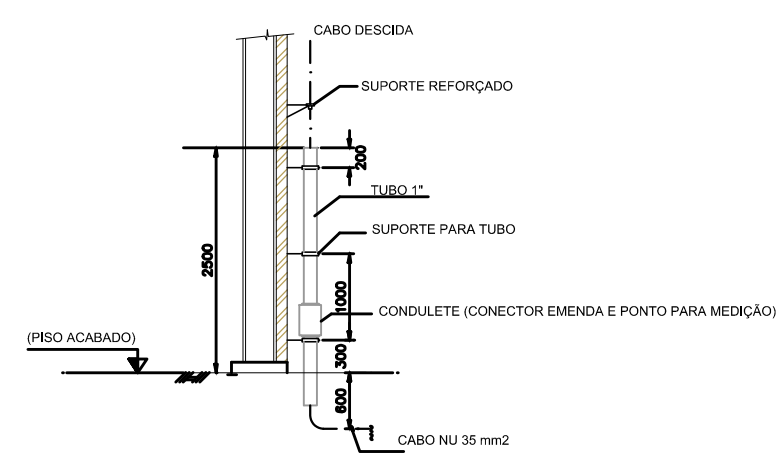 CABO DESCIDA
SUPORTE REFORÇADO
200
TUBO 1"
SUPORTE PARA TUBO
2500
1000
CONDULETE (CONECTOR EMENDA E PONTO PARA MEDIÇÃO)
(PISO ACABADO)
300
600
CABO NU 35 mm2